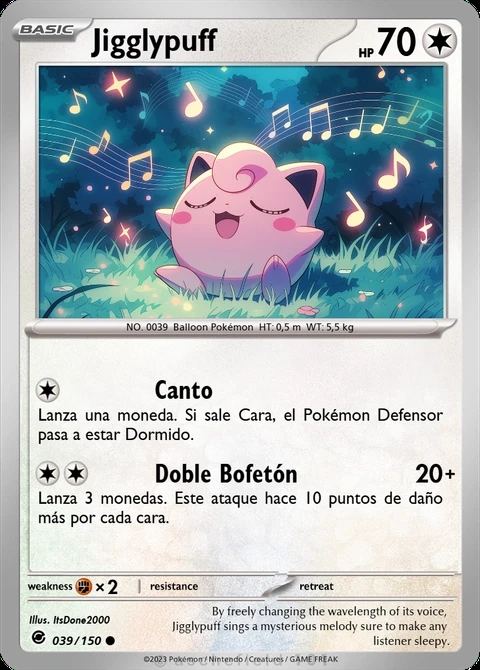 BASIC
Jigglypuff
HP 70
NO. 0039 Balloon Pokémon HT: 0,5 m WT: 5,5 kg
Canto
Lanza una moneda. Si sale Cara, el Pokémon Defensor
pasa a estar Dormido.
Doble Bofetón 20+
Lanza 3 monedas. Este ataque hace 10 puntos de daño
más por cada cara.
weakness ×2 resistance retreat
Illus. ItsDone2000
039/150
By freely changing the wavelength of its voice,
Jigglypuff sings a mysterious melody sure to make any
listener sleepy.
©2023 Pokémon / Nintendo / Creatures / GAME FREAK